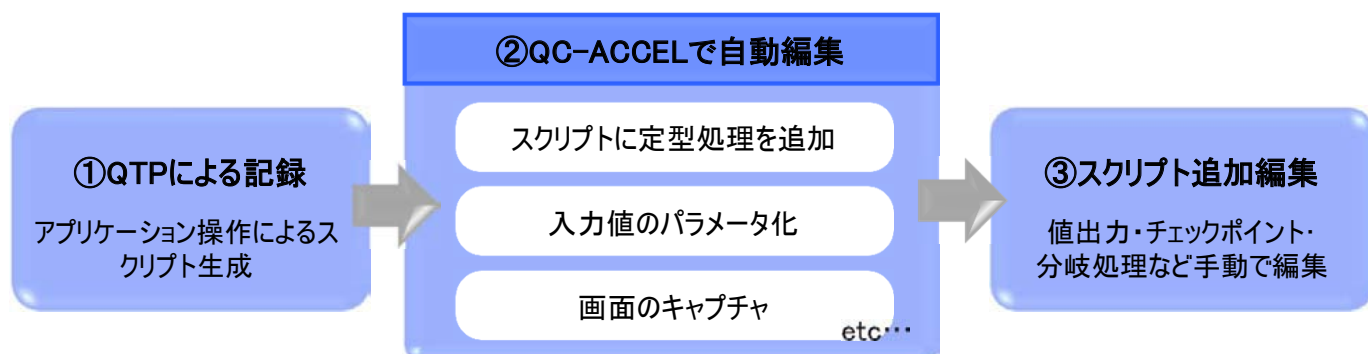 ①QTPによる記録
アプリケーション操作によるス
クリプト生成
②QC-ACCELで自動編集
スクリプトに定型処理を追加
入力値のパラメータ化
画面のキャプチャ
etc…
③スクリプト追加編集
値出力・チェックポイント・
分岐処理など手動で編集